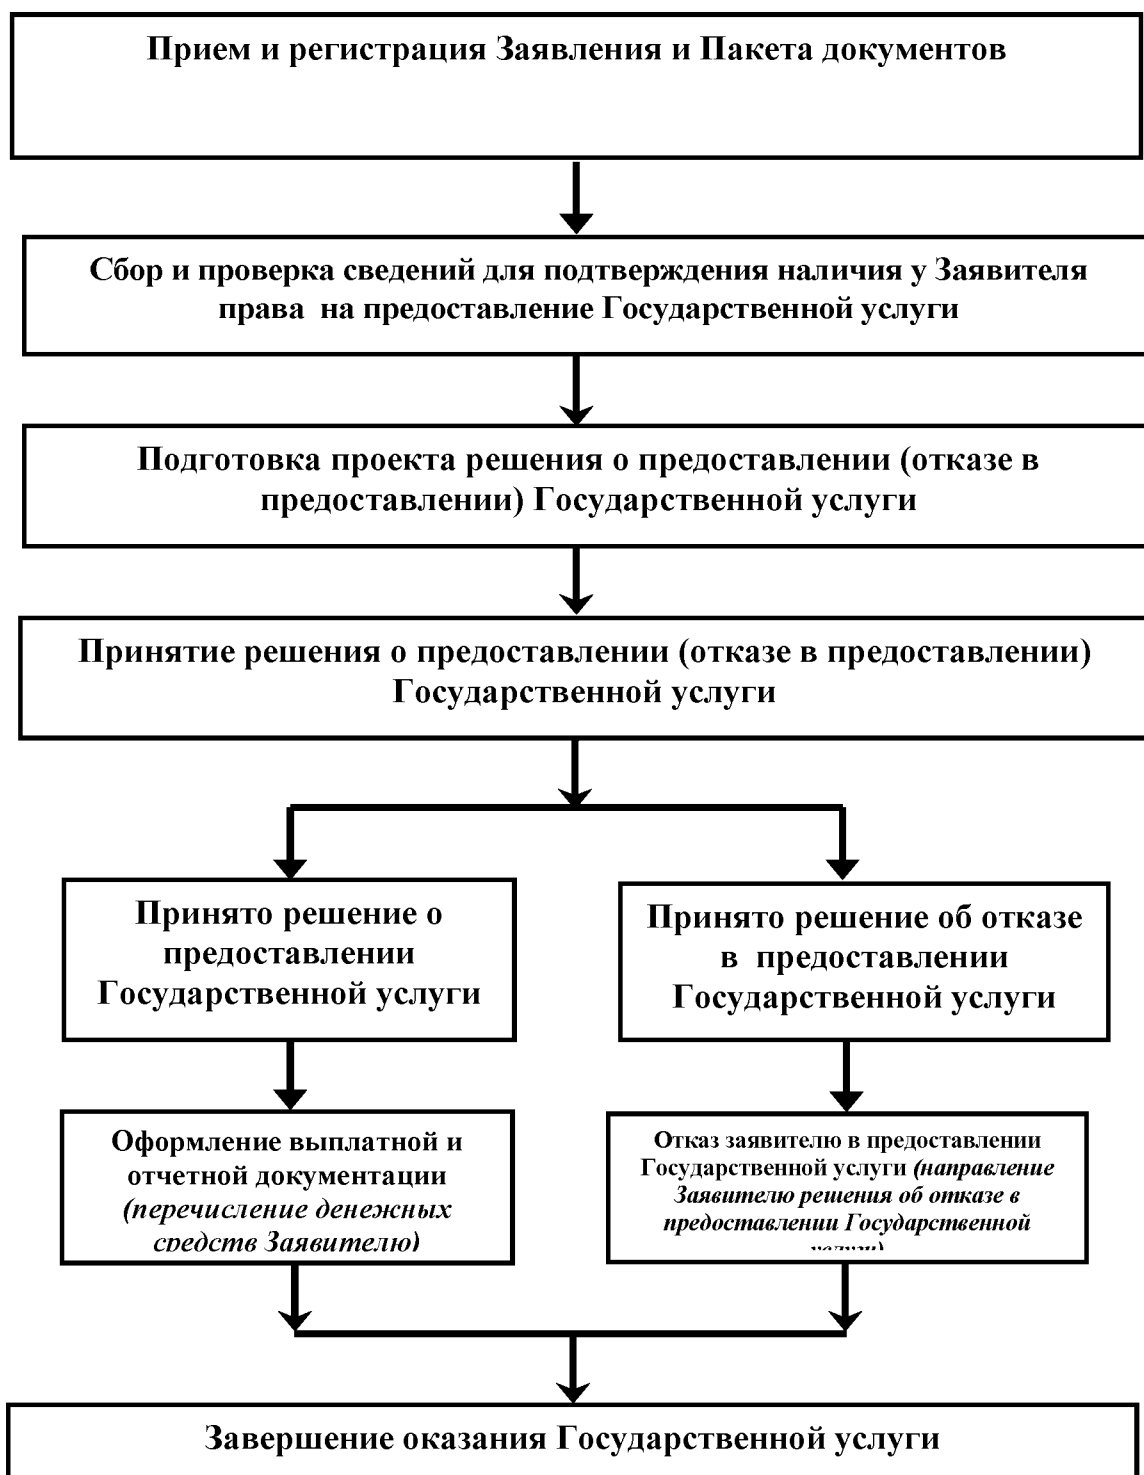 Прием и регистрация Заявления и Пакета документов
Сбор и проверка сведений для подтверждения наличия у Заявителя
права на предоставление Государственной услуги
Подготовка проекта решения о предоставлении (отказе в
предоставлении) Государственной услуги
Принятие решения о предоставлении (отказе в предоставлении)
Государственной услуги
Принято решение о
предоставлении
Государственной услуги
Принято решение об отказе
в предоставлении
Государственной услуги
Оформление выплатной и
отчетной документации
(перечисление денежных
средств Заявителю)
Отказ заявителю в предоставлении
Государственной услуги (направление
Заявителю решения об отказе в
предоставлении Государственной
услуги)
Завершение оказания Государственной услуги